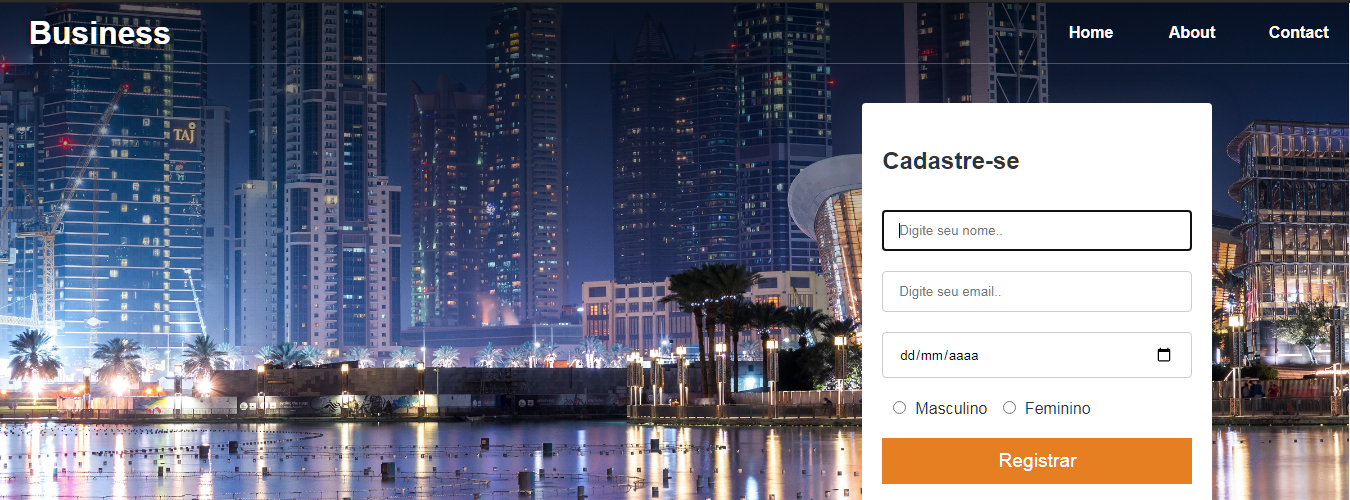 Business
Home About Contact
TAJ
Cadastre-se
Digite seu nome..
Digite seu email..
dd/mm/aaaa
Masculino Feminino
Registrar